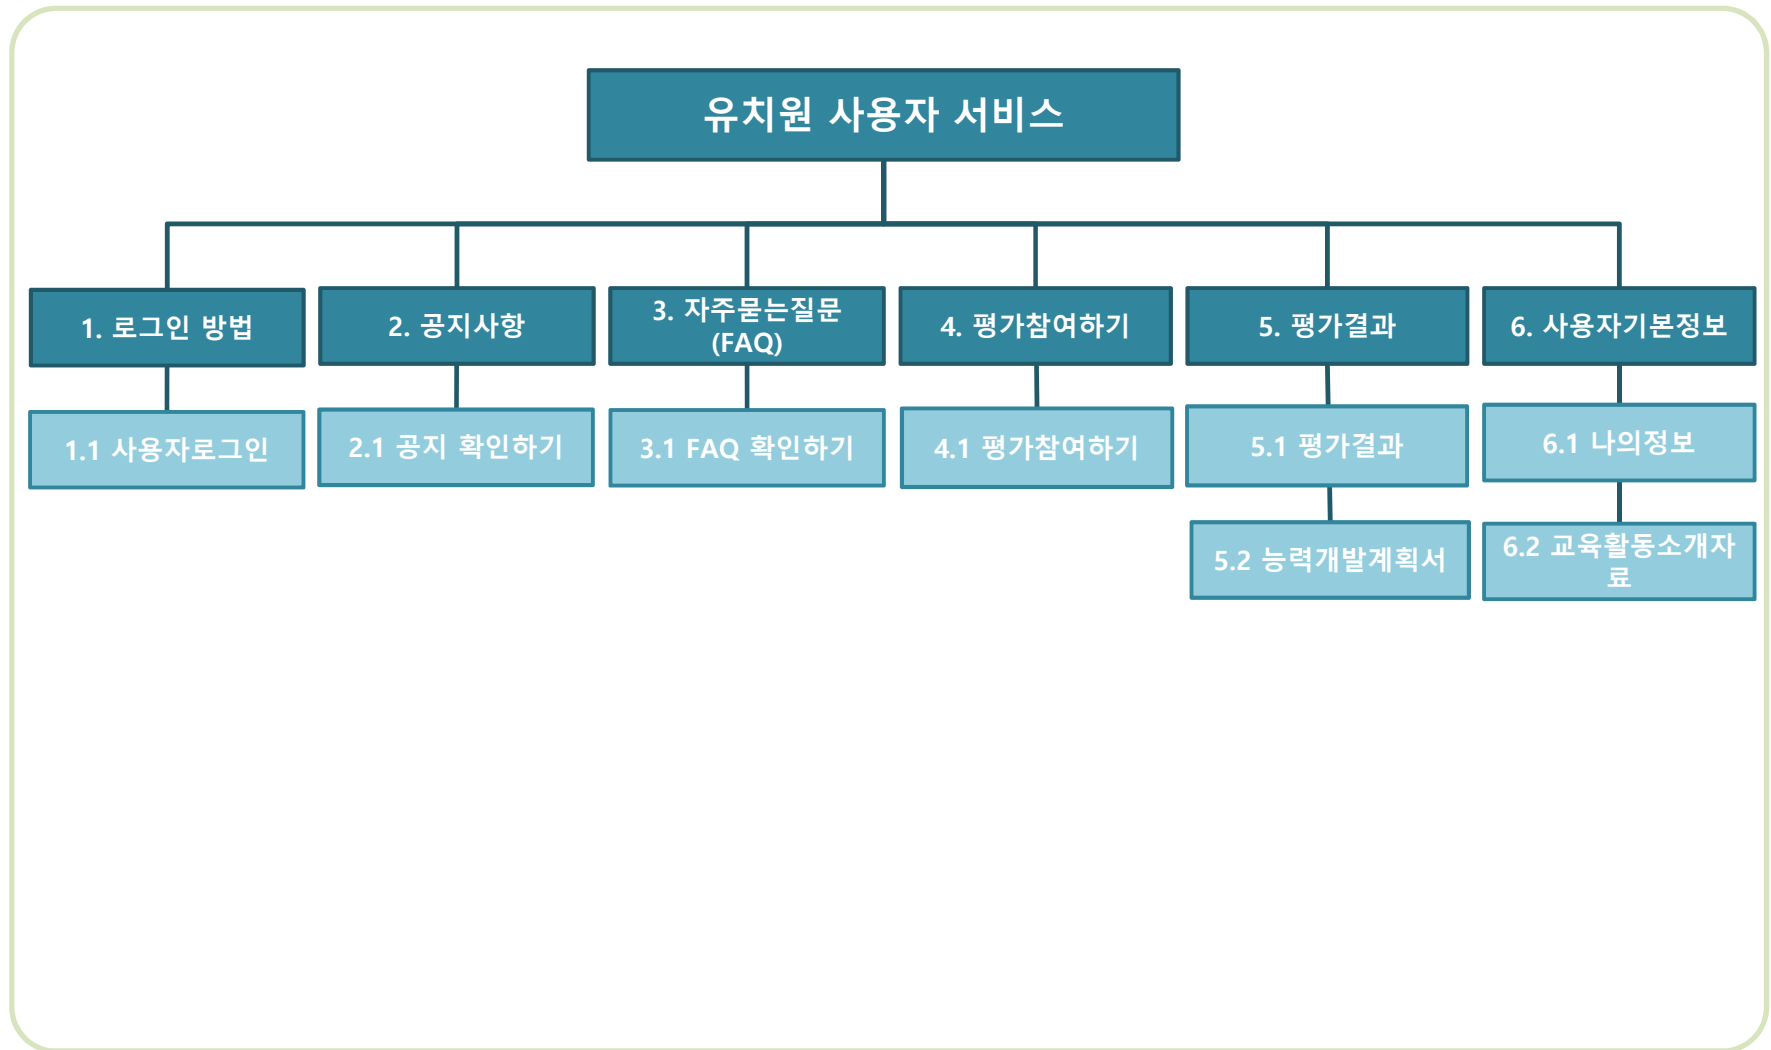 유치원 사용자 서비스
1. 로그인 방법
2. 공지사항
3. 자주묻는질문
(FAQ)
4. 평가참여하기
5. 평가결과
6. 사용자기본정보
1.1 사용자로그인
2.1 공지 확인하기
3.1 FAQ 확인하기
4.1 평가참여하기
5.1 평가결과
6.1 나의정보
5.2 능력개발계획서
6.2 교육활동소개자
료